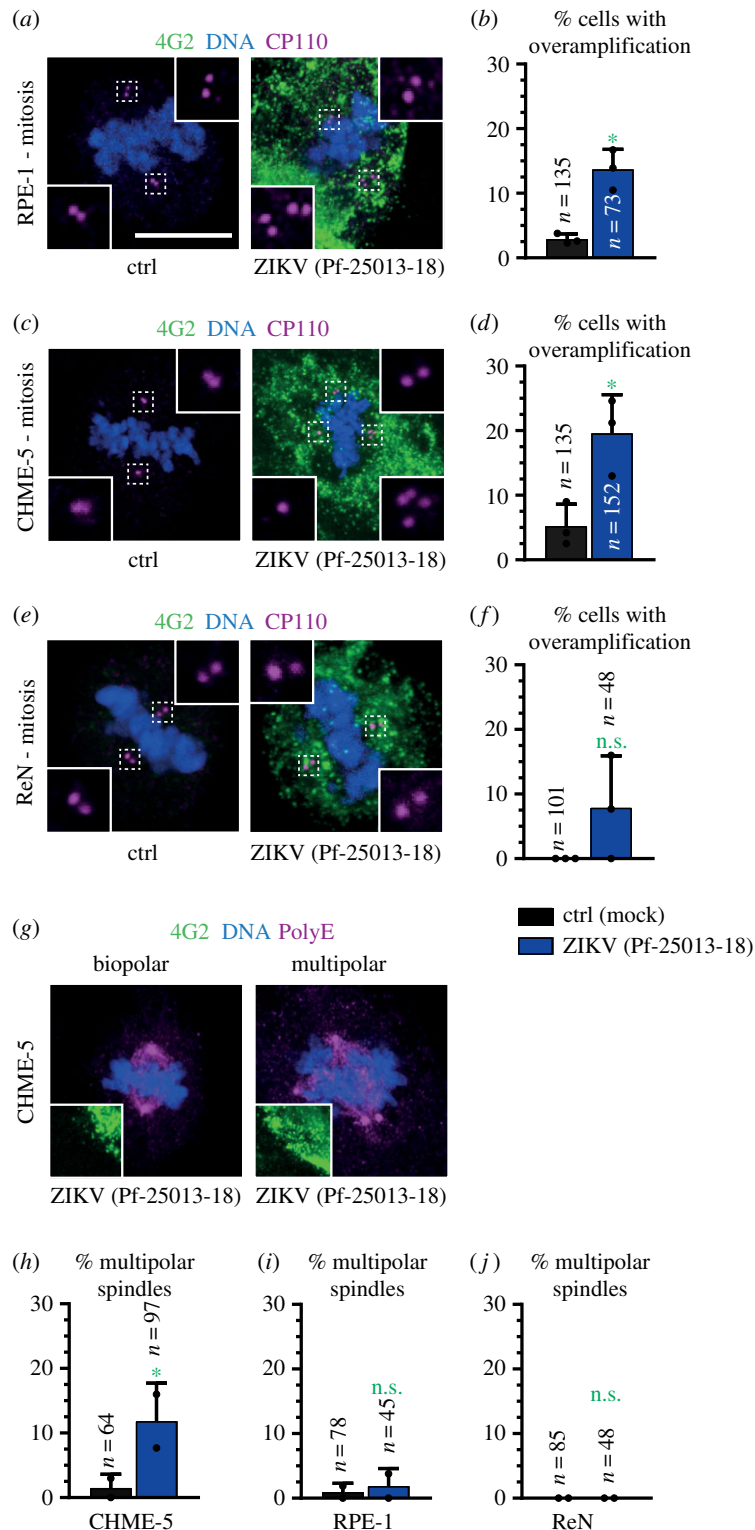 (a)
4G2 DNA CP110
RPE-1 - mitosis
ctrl
ZIKV (Pf-25013-18)
(b)
% cells with
overamplification
30
20
10
0
n = 135
n = 73
*
(c)
4G2 DNA CP110
CHME-5 - mitosis
ctrl
ZIKV (Pf-25013-18)
(d)
% cells with
overamplification
30
20
10
0
n = 135
n = 152
*
(e)
4G2 DNA CP110
ReN - mitosis
ctrl
ZIKV (Pf-25013-18)
(f)
% cells with
overamplification
30
20
10
0
n = 101
n = 48
n.s.
ctrl (mock)
ZIKV (Pf-25013-18)
(g)
4G2 DNA PolyE
biopolar
multipolar
CHME-5
ZIKV (Pf-25013-18)
ZIKV (Pf-25013-18)
(h)
% multipolar
spindles
30
20
10
0
n = 64
n = 97
*
CHME-5
(i)
% multipolar
spindles
30
20
10
0
n = 78
n = 45
n.s.
RPE-1
(j)
% multipolar
spindles
30
20
10
0
n = 85
n = 48
n.s.
ReN